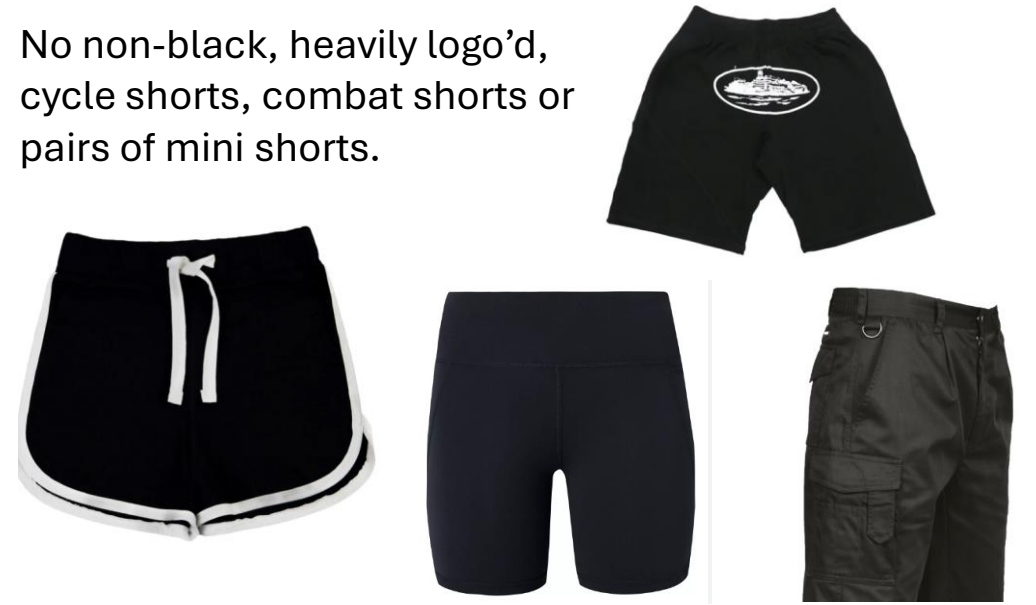 No non-black, heavily logo’d,
cycle shorts, combat shorts or
pairs of mini shorts.